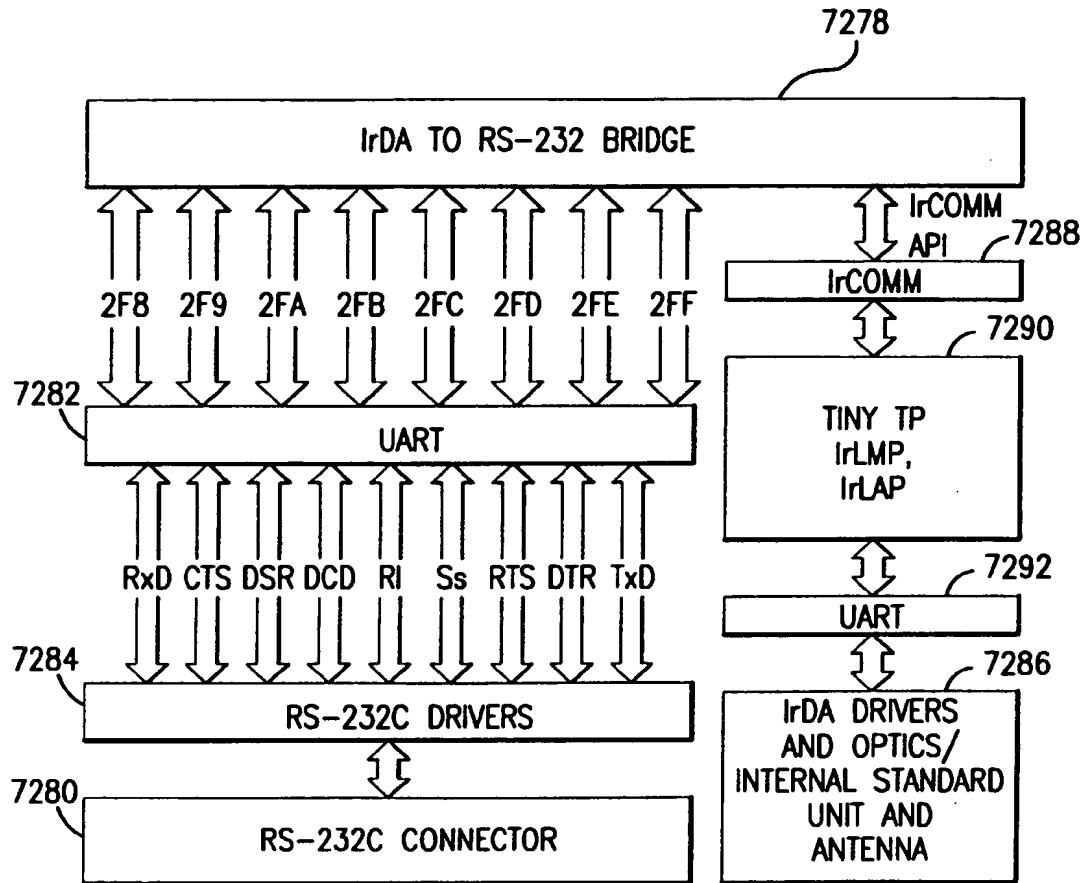 7278
IrDA TO RS-232 BRIDGE
IrCOMM
API
7288
IrCOMM
2F8 2F9 2FA 2FB 2FC 2FD 2FE 2FF
7290
7282
UART
TINY TP
IrLMP,
IrLAP
RxD CTS DSR DCD RI Ss RTS DTR TxD
7292
UART
7284
RS-232C DRIVERS
7286
IrDA DRIVERS
AND OPTICS/
INTERNAL STANDARD
UNIT AND
ANTENNA
7280
RS-232C CONNECTOR